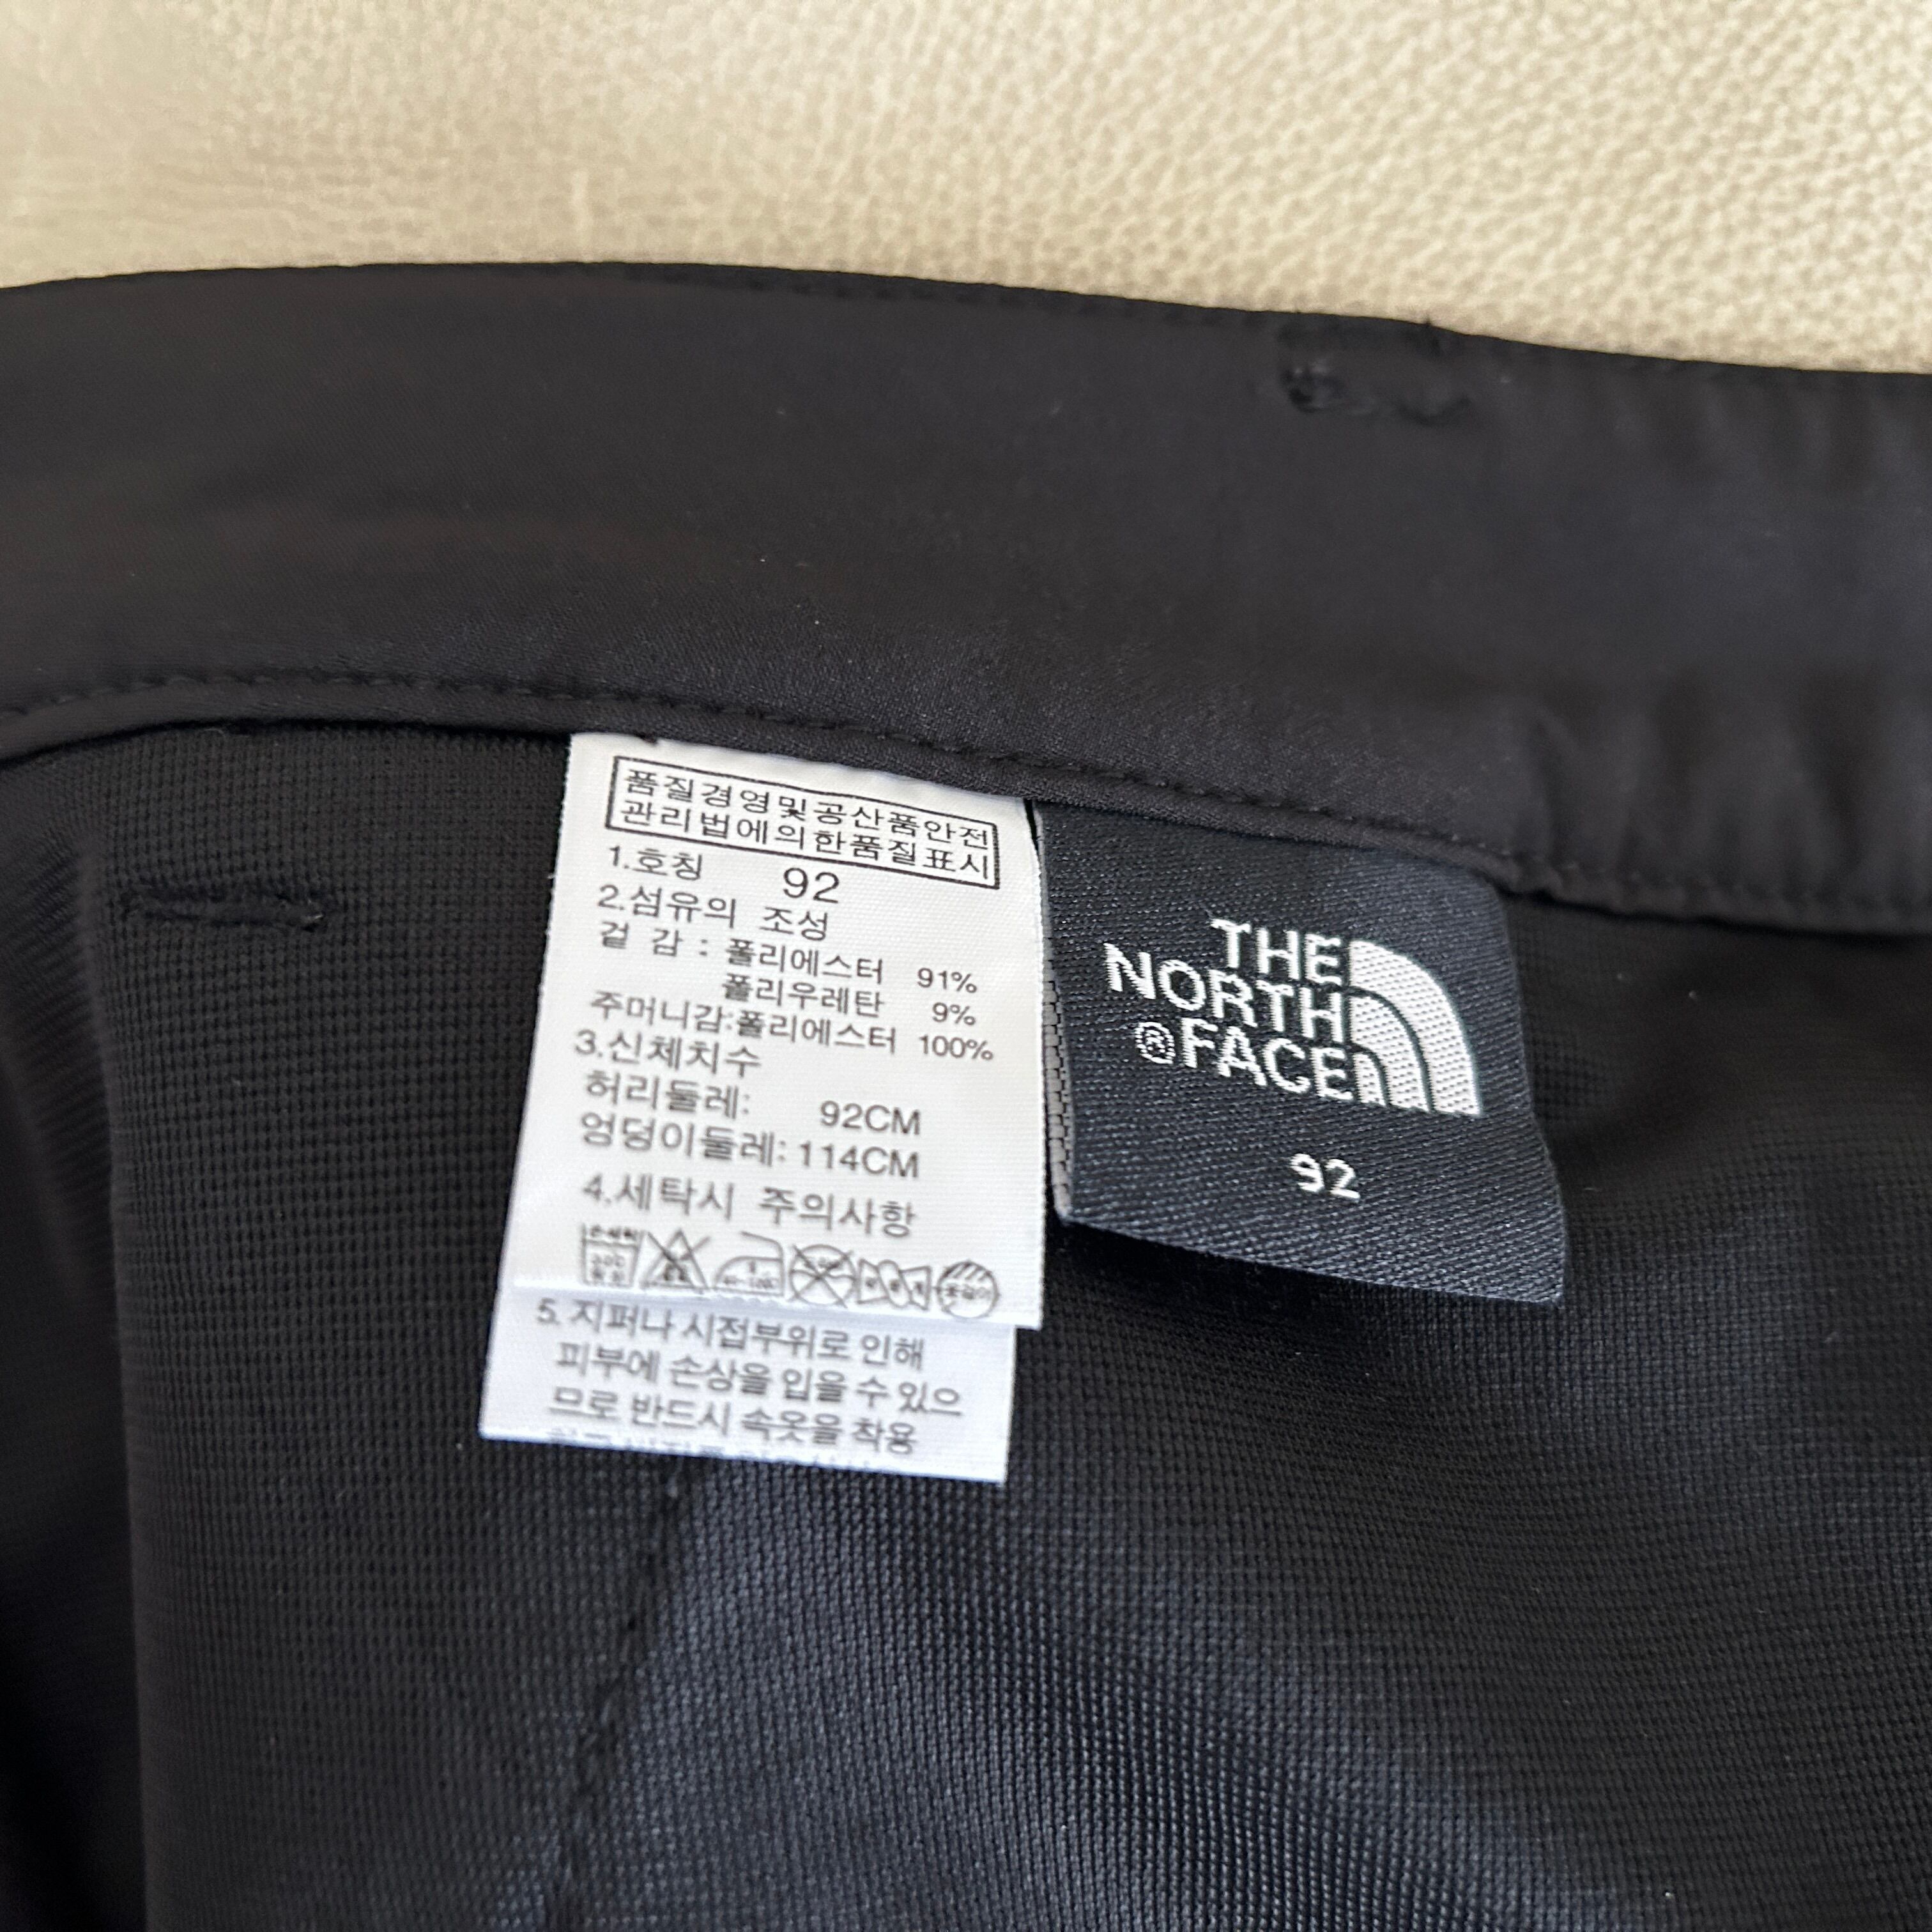 품질경영및공산품안전
관리법에의한품질표시
1.호칭 92
2.섬유의 조성
겉 감 : 폴리에스터 91%
폴리우레탄 9%
주머니감:폴리에스터 100%
3.신체치수
허리둘레: 92CM
엉덩이둘레: 114CM
4.세탁시 주의사항
5. 지퍼나 시접부위로 인해
피부에 손상을 입을 수 있으
므로 반드시 속옷을 착용
THE
NORTH
®FACE
92